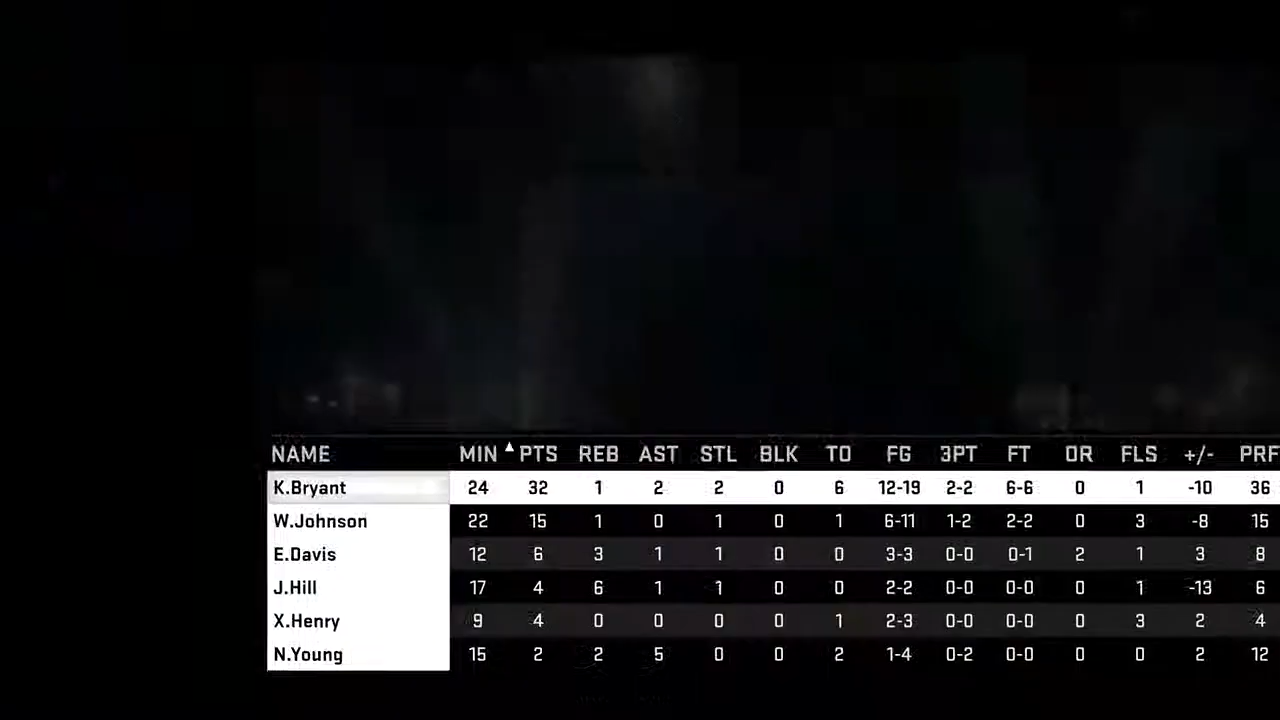 NAME MIN ▲ PTS REB AST STL BLK TO FG 3PT FT OR FLS +/- PRF
K.Bryant 24 32 1 2 2 0 6 12-19 2-2 6-6 0 1 -10 36
W.Johnson 22 15 1 0 1 0 1 6-11 1-2 2-2 0 3 -8 15
E.Davis 12 6 3 1 1 0 0 3-3 0-0 0-1 2 1 3 8
J.Hill 17 4 6 1 1 0 0 2-2 0-0 0-0 0 1 -13 6
X.Henry 9 4 0 0 0 0 1 2-3 0-0 0-0 0 3 2 4
N.Young 15 2 2 5 0 0 2 1-4 0-2 0-0 0 0 2 12